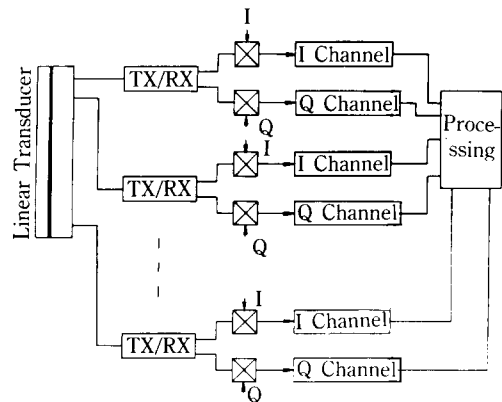 I
I Channel
TX/RX
Q Channel
Q
Proce-
ssing
Linear Transducer
I
I Channel
TX/RX
Q Channel
Q
I
I Channel
TX/RX
Q Channel
Q